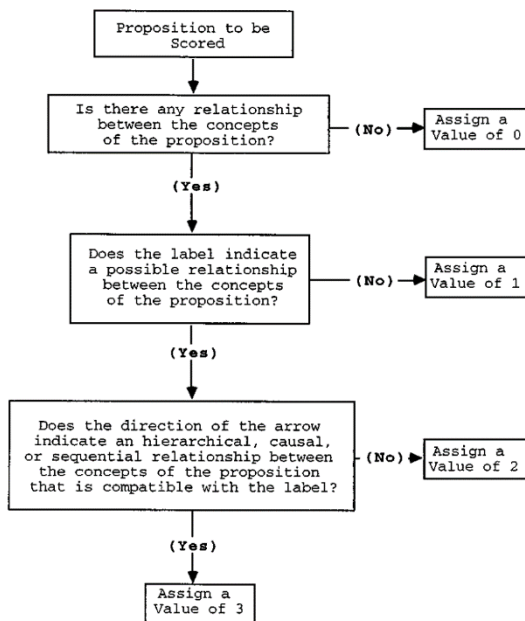 Proposition to be
Scored
Is there any relationship
between the concepts
of the proposition?
(No)
Assign a
Value of 0
(Yes)
Does the label indicate
a possible relationship
between the concepts
of the proposition?
(No)
Assign a
Value of 1
(Yes)
Does the direction of the arrow
indicate an hierarchical, causal,
or sequential relationship between
the concepts of the proposition
that is compatible with the label?
(No)
Assign a
Value of 2
(Yes)
Assign a
Value of 3